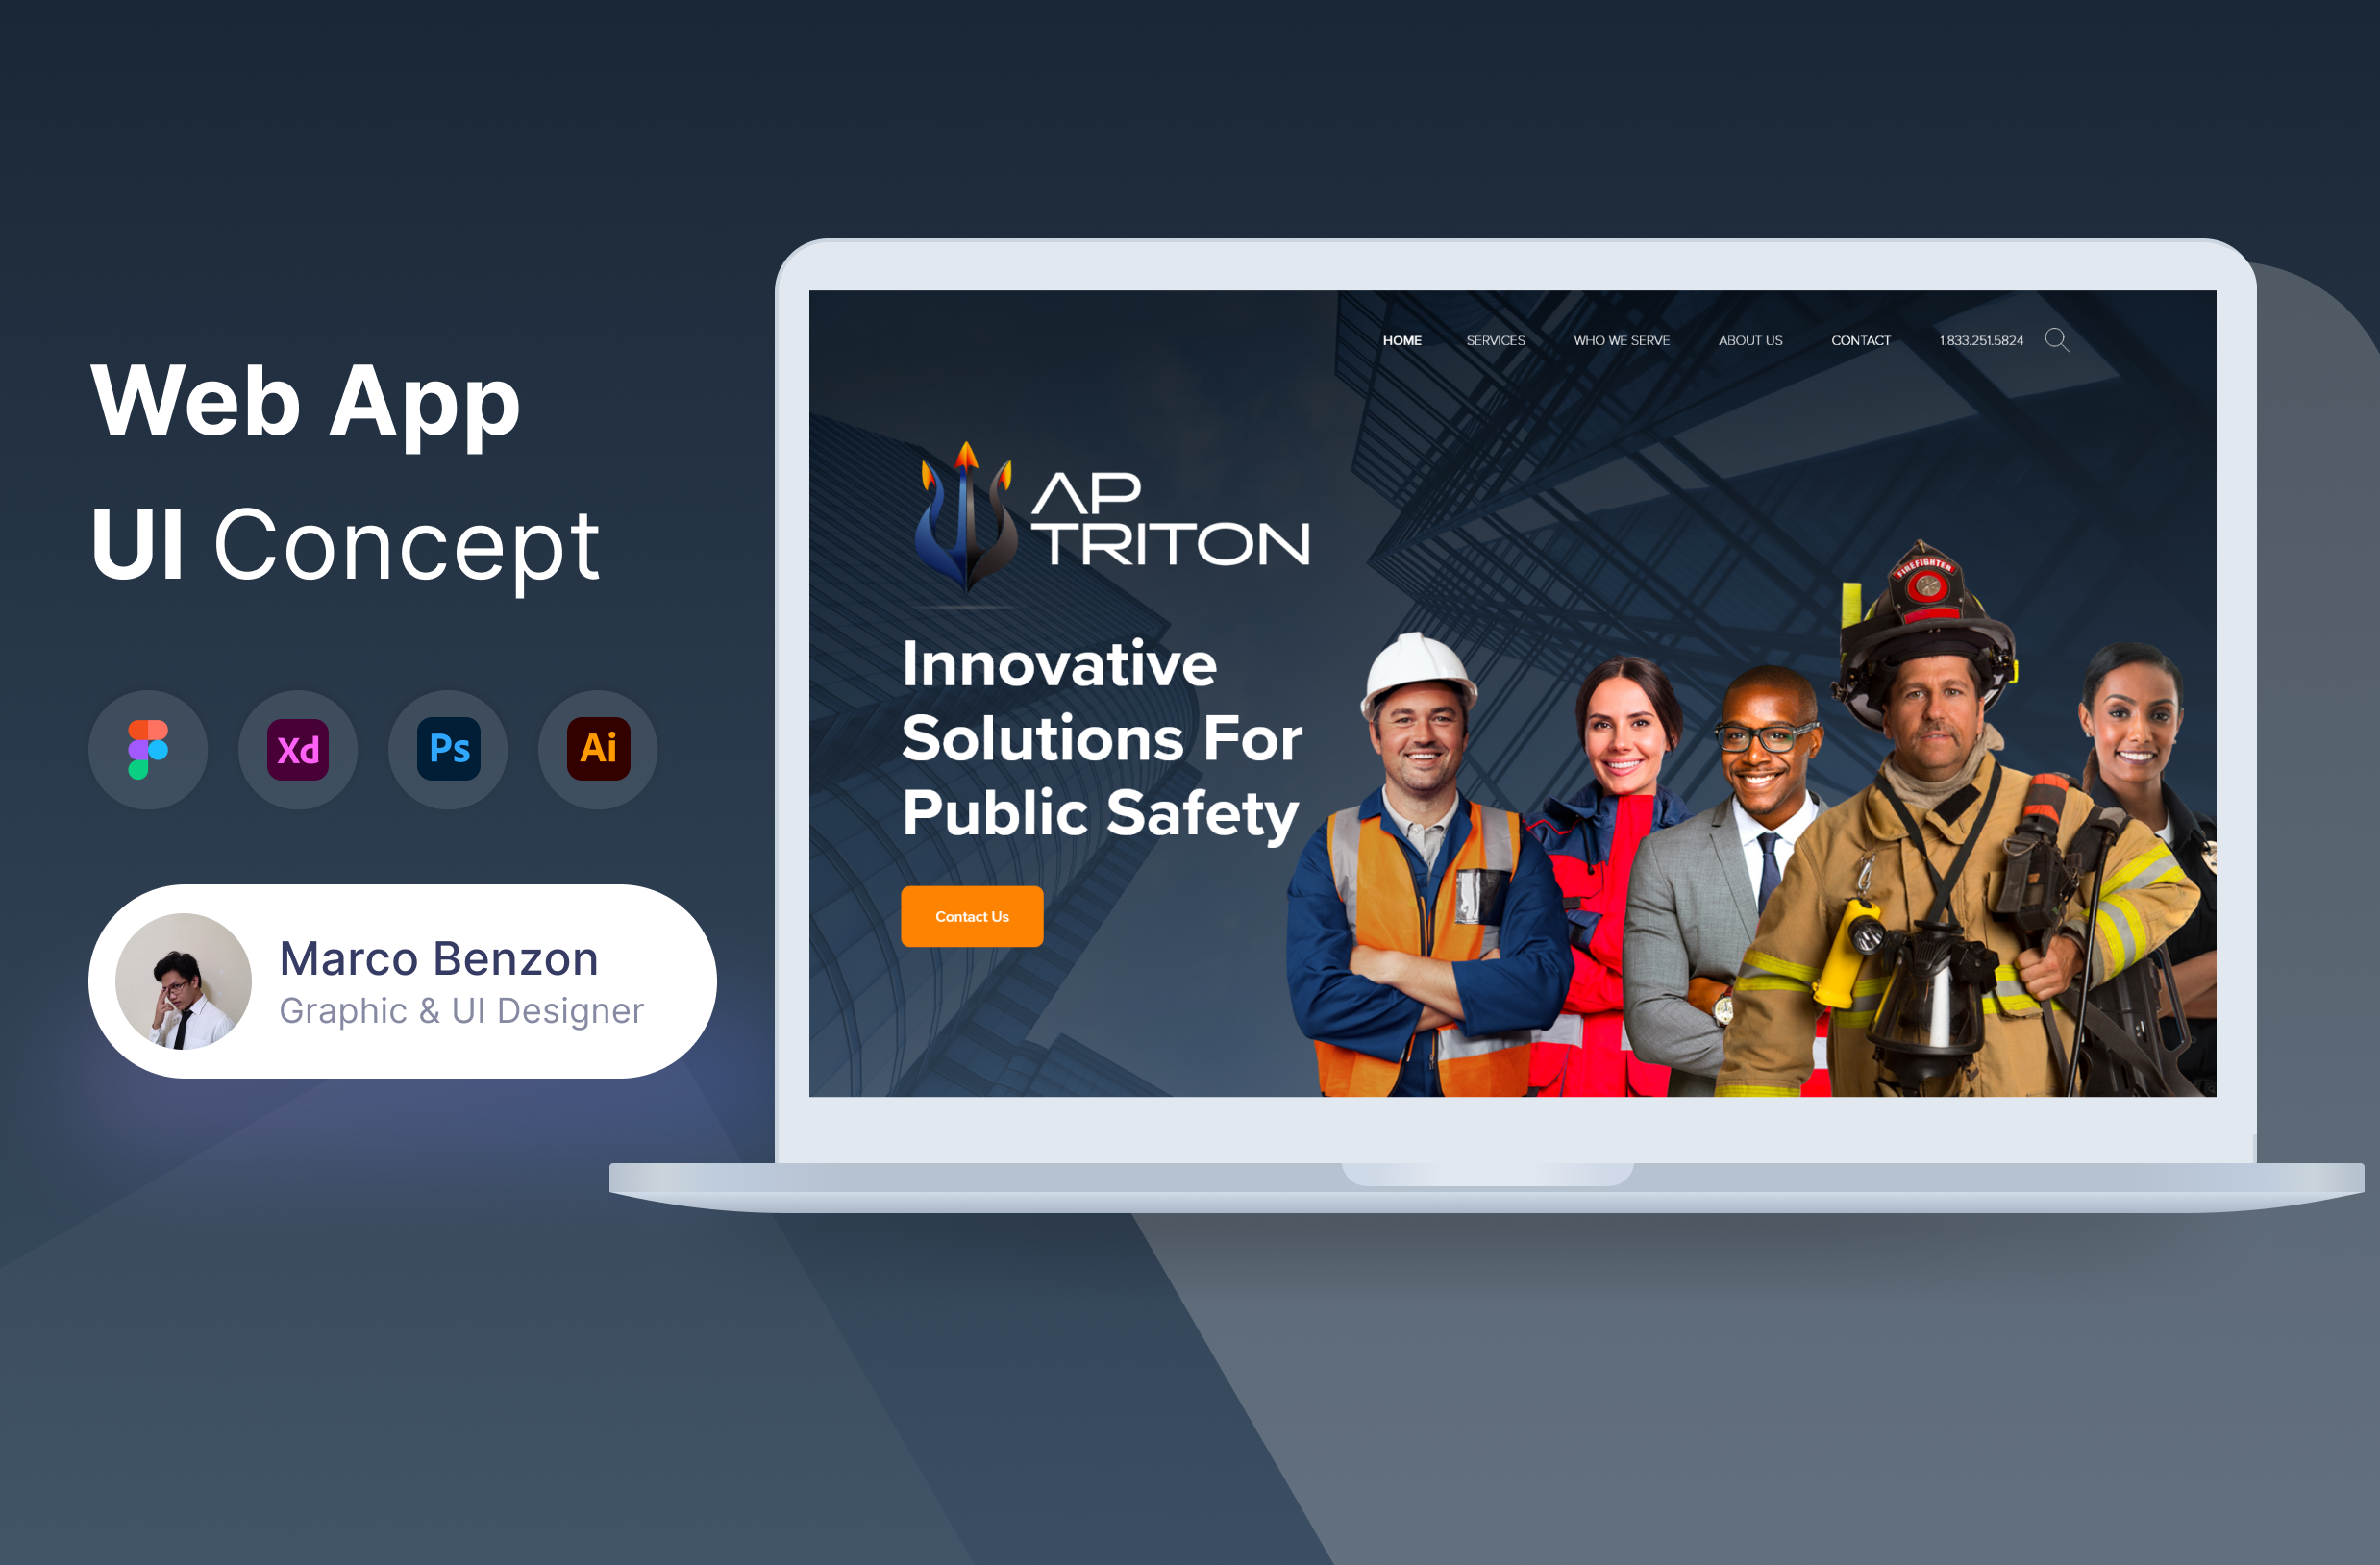 Web App
UI Concept
Xd
Ps
Ai
Marco Benzon
Graphic & UI Designer
HOME SERVICES WHO WE SERVE ABOUT US CONTACT 1.833.251.5824
AP
TRITON
Innovative
Solutions For
Public Safety
Contact Us
FIREFIGHTER